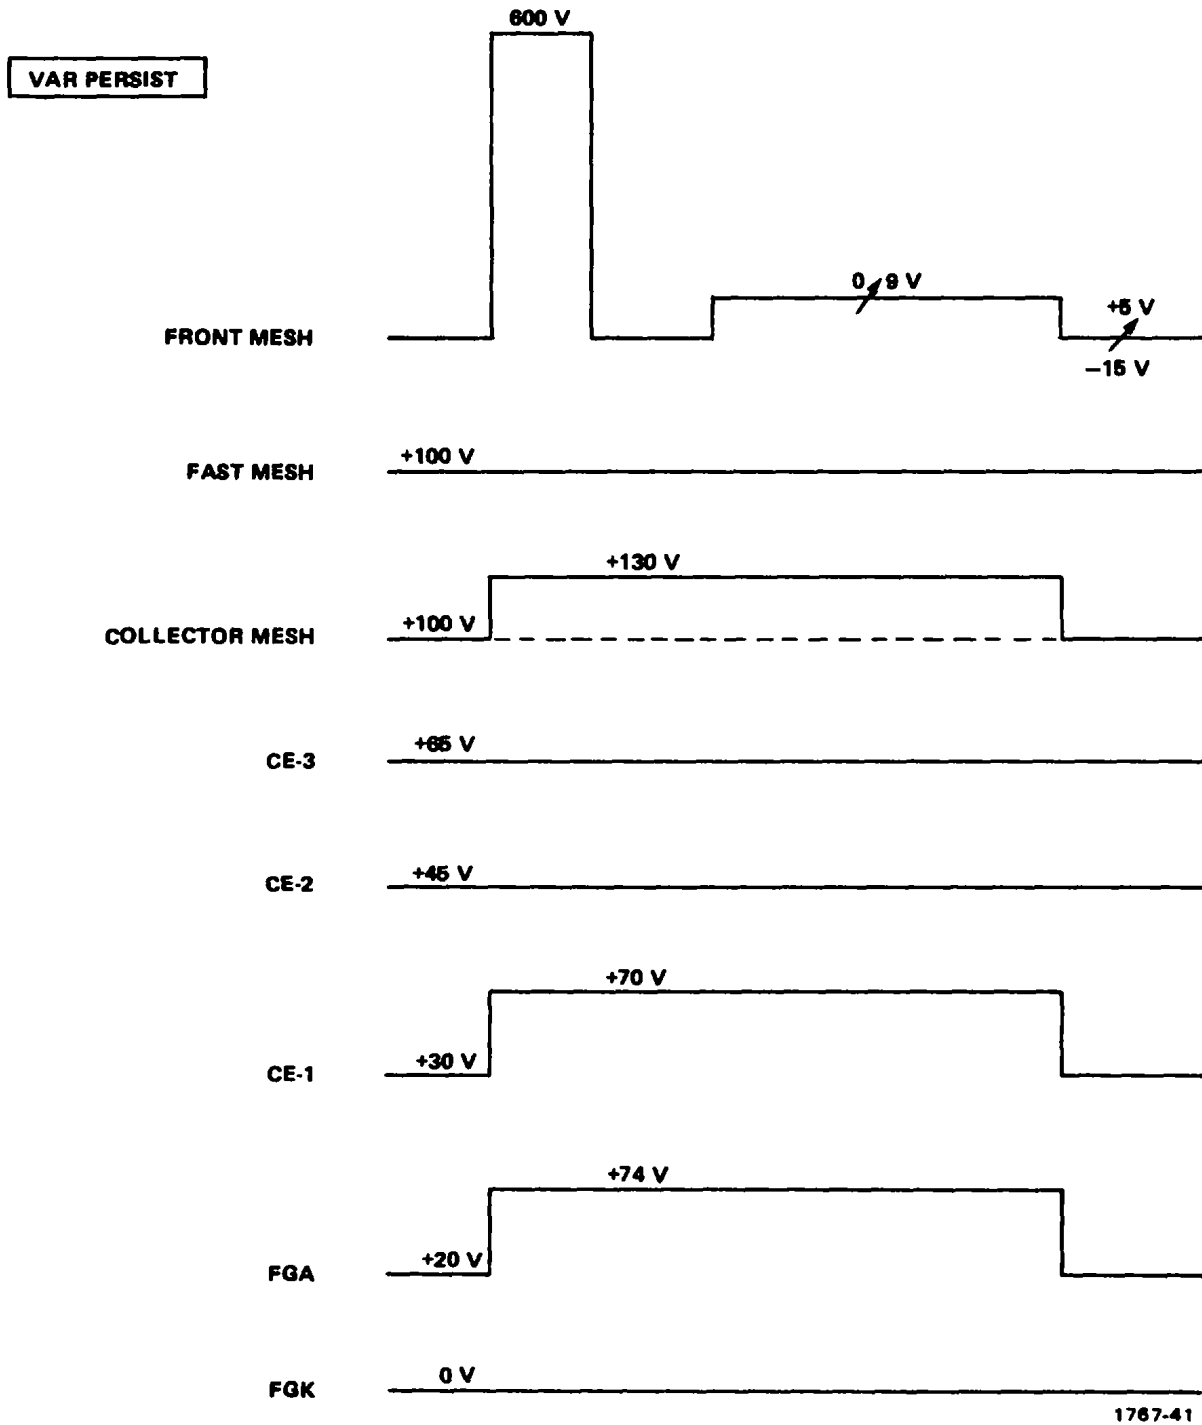 600 V
VAR PERSIST
0 9 V
+5 V
FRONT MESH
−15 V
+100 V
FAST MESH
+130 V
+100 V
COLLECTOR MESH
+65 V
CE-3
+45 V
CE-2
+70 V
+30 V
CE-1
+74 V
+20 V
FGA
0 V
FGK
1767-41